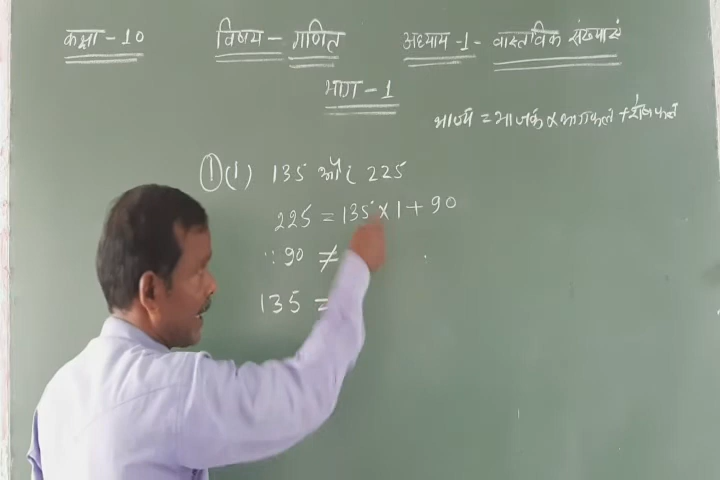 कक्षा - 10 विषय - गणित अध्याय - 1 - वास्तविक संख्याएं
भाग - 1
भाज्य = भाजक × भागफल +
(1) (1) 135 और 225
225 = 135 × 1 + 90
∵ 90 ≠
135 =